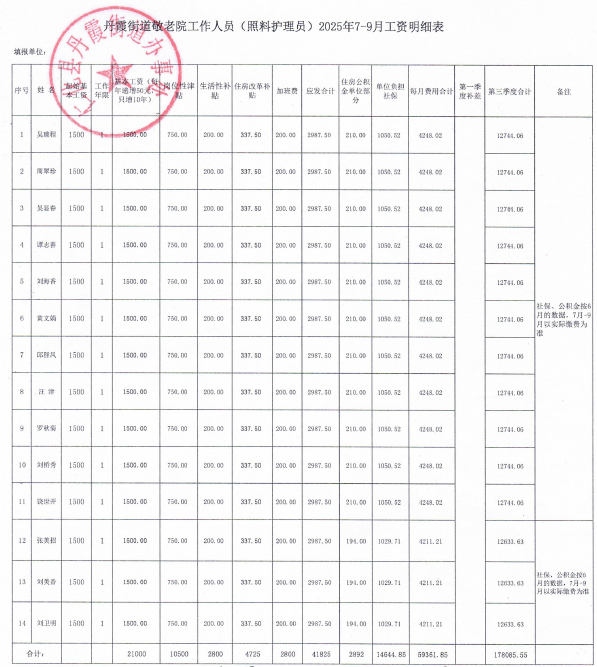 丹霞街道敬老院工作人员（照料护理员）2025年7-9月工资明细表
填报单位：
序号 姓 名 起始基本工资 工作年限 基本工资（每年递增50元，只增10年） 岗位性津贴 生活性补贴 住房改革补贴 加班费 应发合计 住房公积金单位部分 单位负担社保 每月费用合计 第一季度补差 第三季度合计 备注
1 1500 1 1500.00 750.00 200.00 337.50 200.00 2987.50 210.00 1050.52 4248.02 12744.06
2 周翠珍 1500 1 1500.00 750.00 200.00 337.50 200.00 2987.50 210.00 1050.52 4248.02 12744.06
3 1500 1 1500.00 750.00 200.00 337.50 200.00 2987.50 210.00 1050.52 4248.02 12744.06
4 谭志善 1500 1 1500.00 750.00 200.00 337.50 200.00 2987.50 210.00 1050.52 4248.02 12744.06
5 刘海香 1500 1 1500.00 750.00 200.00 337.50 200.00 2987.50 210.00 1050.52 4248.02 12744.06
6 黄文娟 1500 1 1500.00 750.00 200.00 337.50 200.00 2987.50 210.00 1050.52 4248.02 12744.06
社保、公积金按6月的数据，7月-9月以实际缴费为准
7 1500 1 1500.00 750.00 200.00 337.50 200.00 2987.50 210.00 1050.52 4248.02 12744.06
8 汪 津 1500 1 1500.00 750.00 200.00 337.50 200.00 2987.50 210.00 1050.52 4248.02 12744.06
9 罗秋菊 1500 1 1500.00 750.00 200.00 337.50 200.00 2987.50 210.00 1050.52 4248.02 12744.06
10 刘桥秀 1500 1 1500.00 750.00 200.00 337.50 200.00 2987.50 210.00 1050.52 4248.02 12744.06
11 1500 1 1500.00 750.00 200.00 337.50 200.00 2987.50 210.00 1050.52 4248.02 12744.06
12 张美招 1500 1 1500.00 750.00 200.00 337.50 200.00 2987.50 194.00 1029.71 4211.21 12633.63
13 刘美香 1500 1 1500.00 750.00 200.00 337.50 200.00 2987.50 194.00 1029.71 4211.21 12633.63
社保、公积金按6月的数据，7月-9月以实际缴费为准
14 刘卫明 1500 1 1500.00 750.00 200.00 337.50 200.00 2987.50 194.00 1029.71 4211.21 12633.63
合计： 21000 10500 2800 4725 2800 41825 2892 14644.85 59361.85 178085.55
仁化县丹霞街道办事处